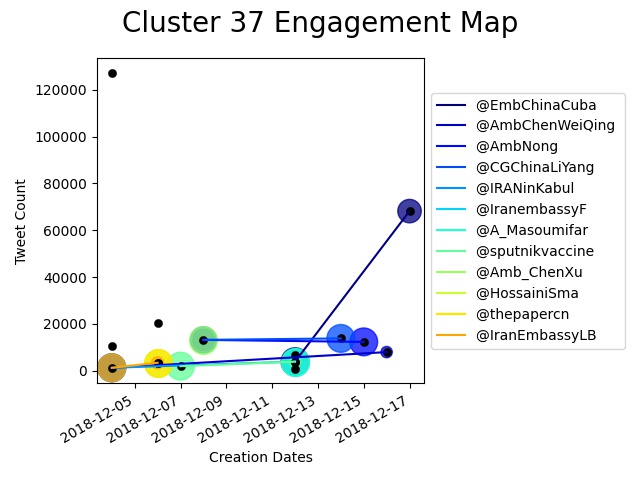 Cluster 37 Engagement Map
Tweet Count
120000
100000
80000
60000
40000
20000
0
2018-12-05
2018-12-07
2018-12-09
2018-12-11
2018-12-13
2018-12-15
2018-12-17
Creation Dates
@EmbChinaCuba
@AmbChenWeiQing
@AmbNong
@CGChinaLiYang
@IRANinKabul
@IranembassyF
@A_Masoumifar
@sputnikvaccine
@Amb_ChenXu
@HossainiSma
@thepapercn
@IranEmbassyLB